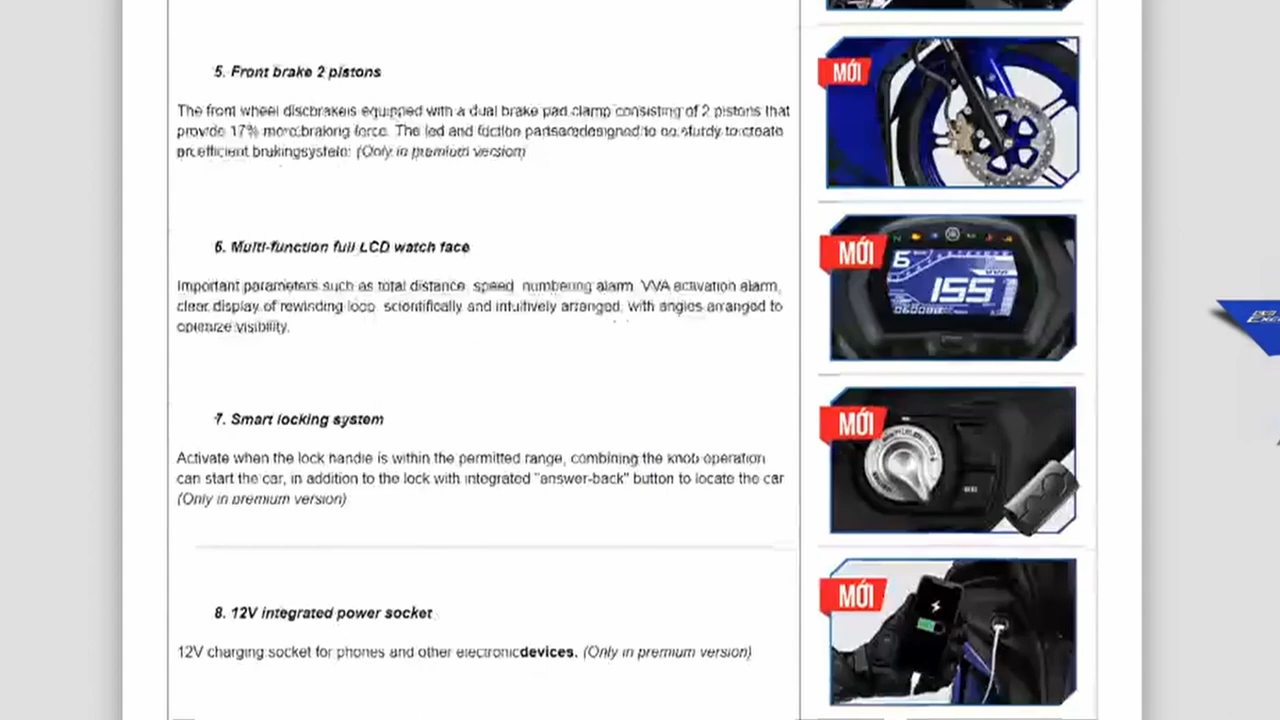 5. Front brake 2 pistons
MỚI
The front wheel discbrakeis equipped with a dual brake pad clamp consisting of 2 pistons that
provide 17% more braking force. The led and friction partsaredesigned to be sturdy to create
an efficient brakingsystem: (Only in premium version)
6. Multi-function full LCD watch face
MỚI
6
155
Important parameters such as total distance, speed, numbering alarm, VVA activation alarm,
clear display of rewinding loop, scientifically and intuitively arranged, with angles arranged to
optimize visibility.
7. Smart locking system
MỚI
Activate when the lock handle is within the permitted range, combining the knob operation
can start the car, in addition to the lock with integrated "answer-back" button to locate the car
(Only in premium version)
8. 12V integrated power socket
MỚI
12V charging socket for phones and other electronicdevices. (Only in premium version)